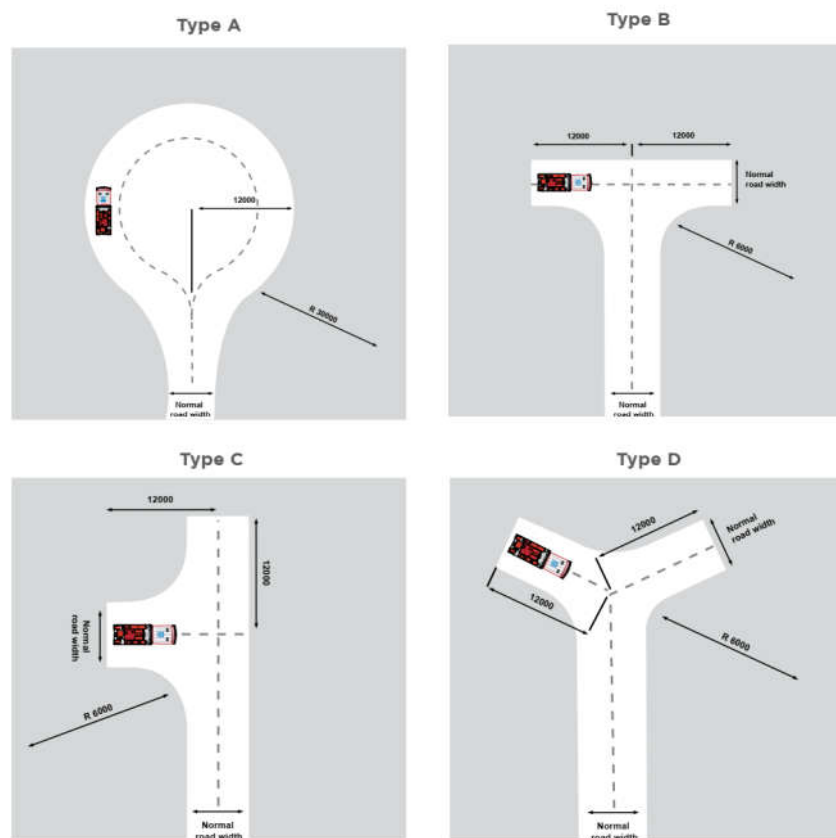 Type A
Type B
12000
12000
Normal
road width
12000
R 6000
R 30000
Normal
road width
Normal
road width
Type C
Type D
12000
12000
12000
Normal
road width
Normal
road width
12000
R 6000
R 6000
Normal
road width
Normal
road width